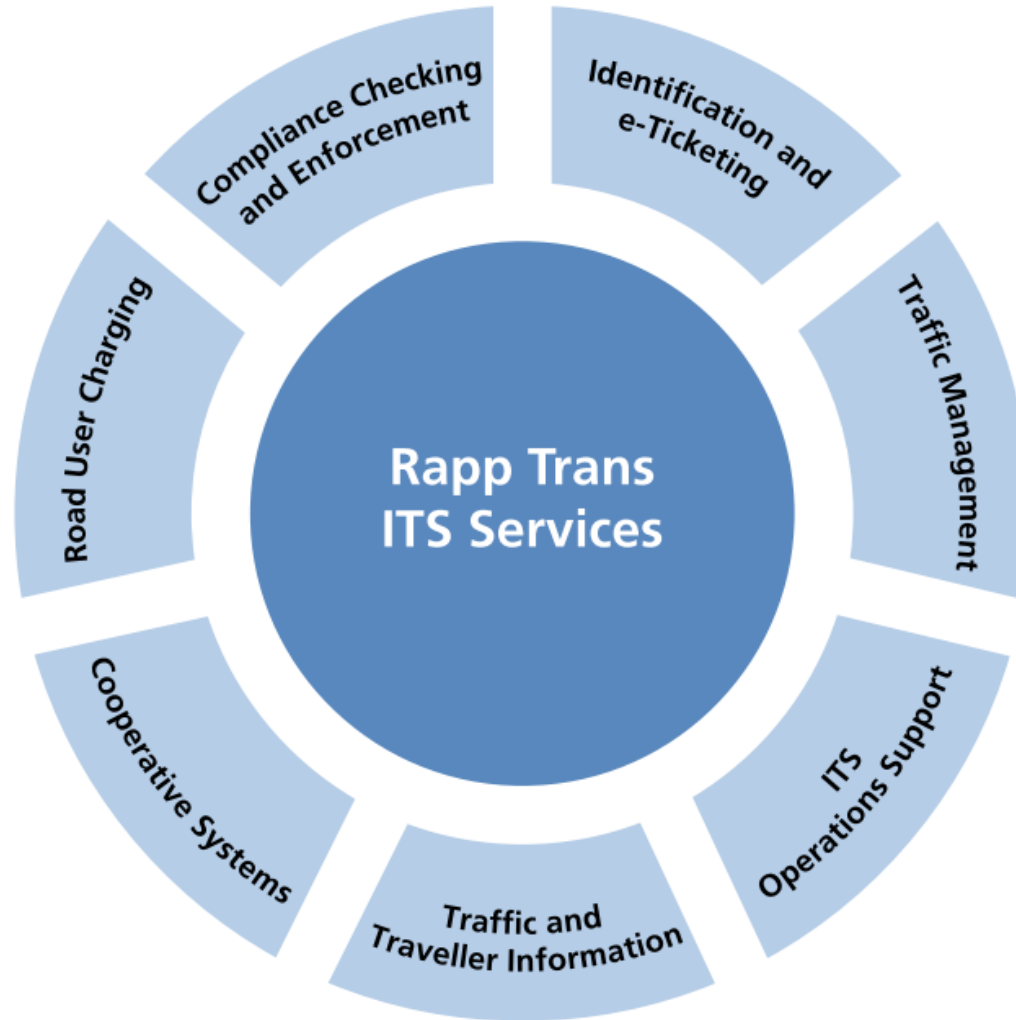 Rapp Trans
ITS Services
Identification and
e-Ticketing
Traffic Management
ITS
Operations Support
Traffic and
Traveller Information
Cooperative Systems
Road User Charging
Compliance Checking
and Enforcement